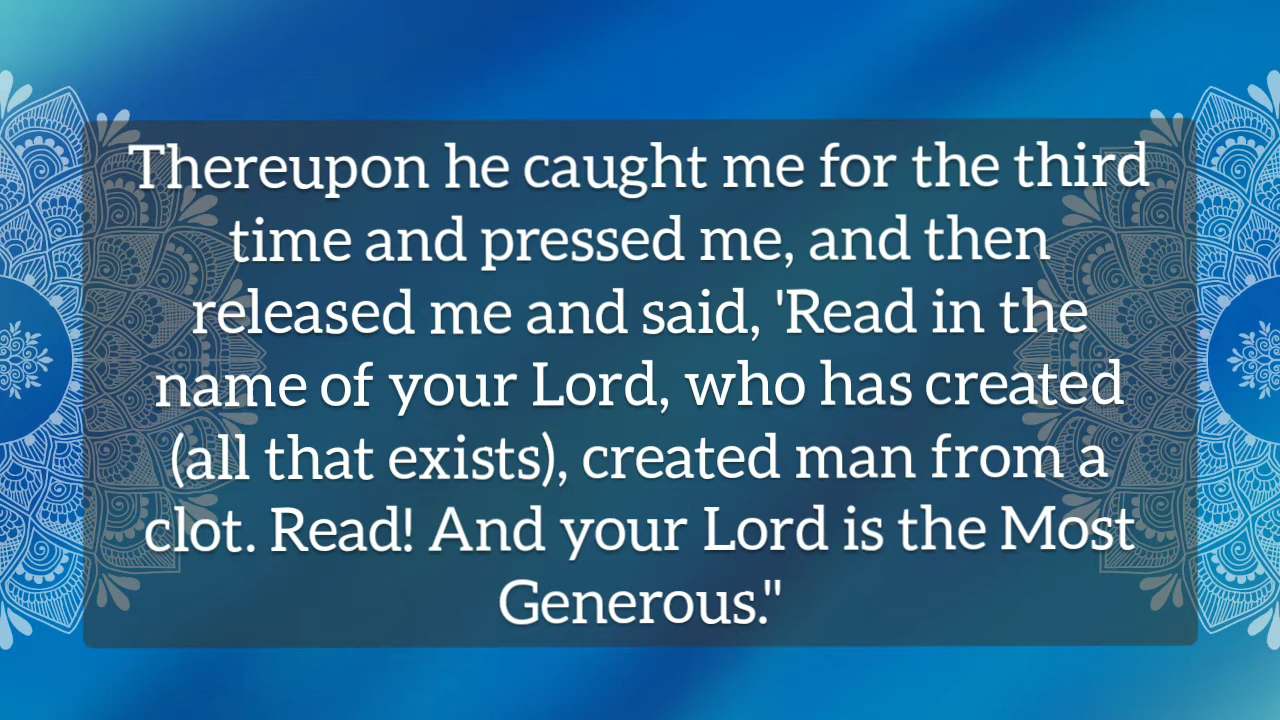 Thereupon he caught me for the third
time and pressed me, and then
released me and said, 'Read in the
name of your Lord, who has created
(all that exists), created man from a
clot. Read! And your Lord is the Most
Generous."